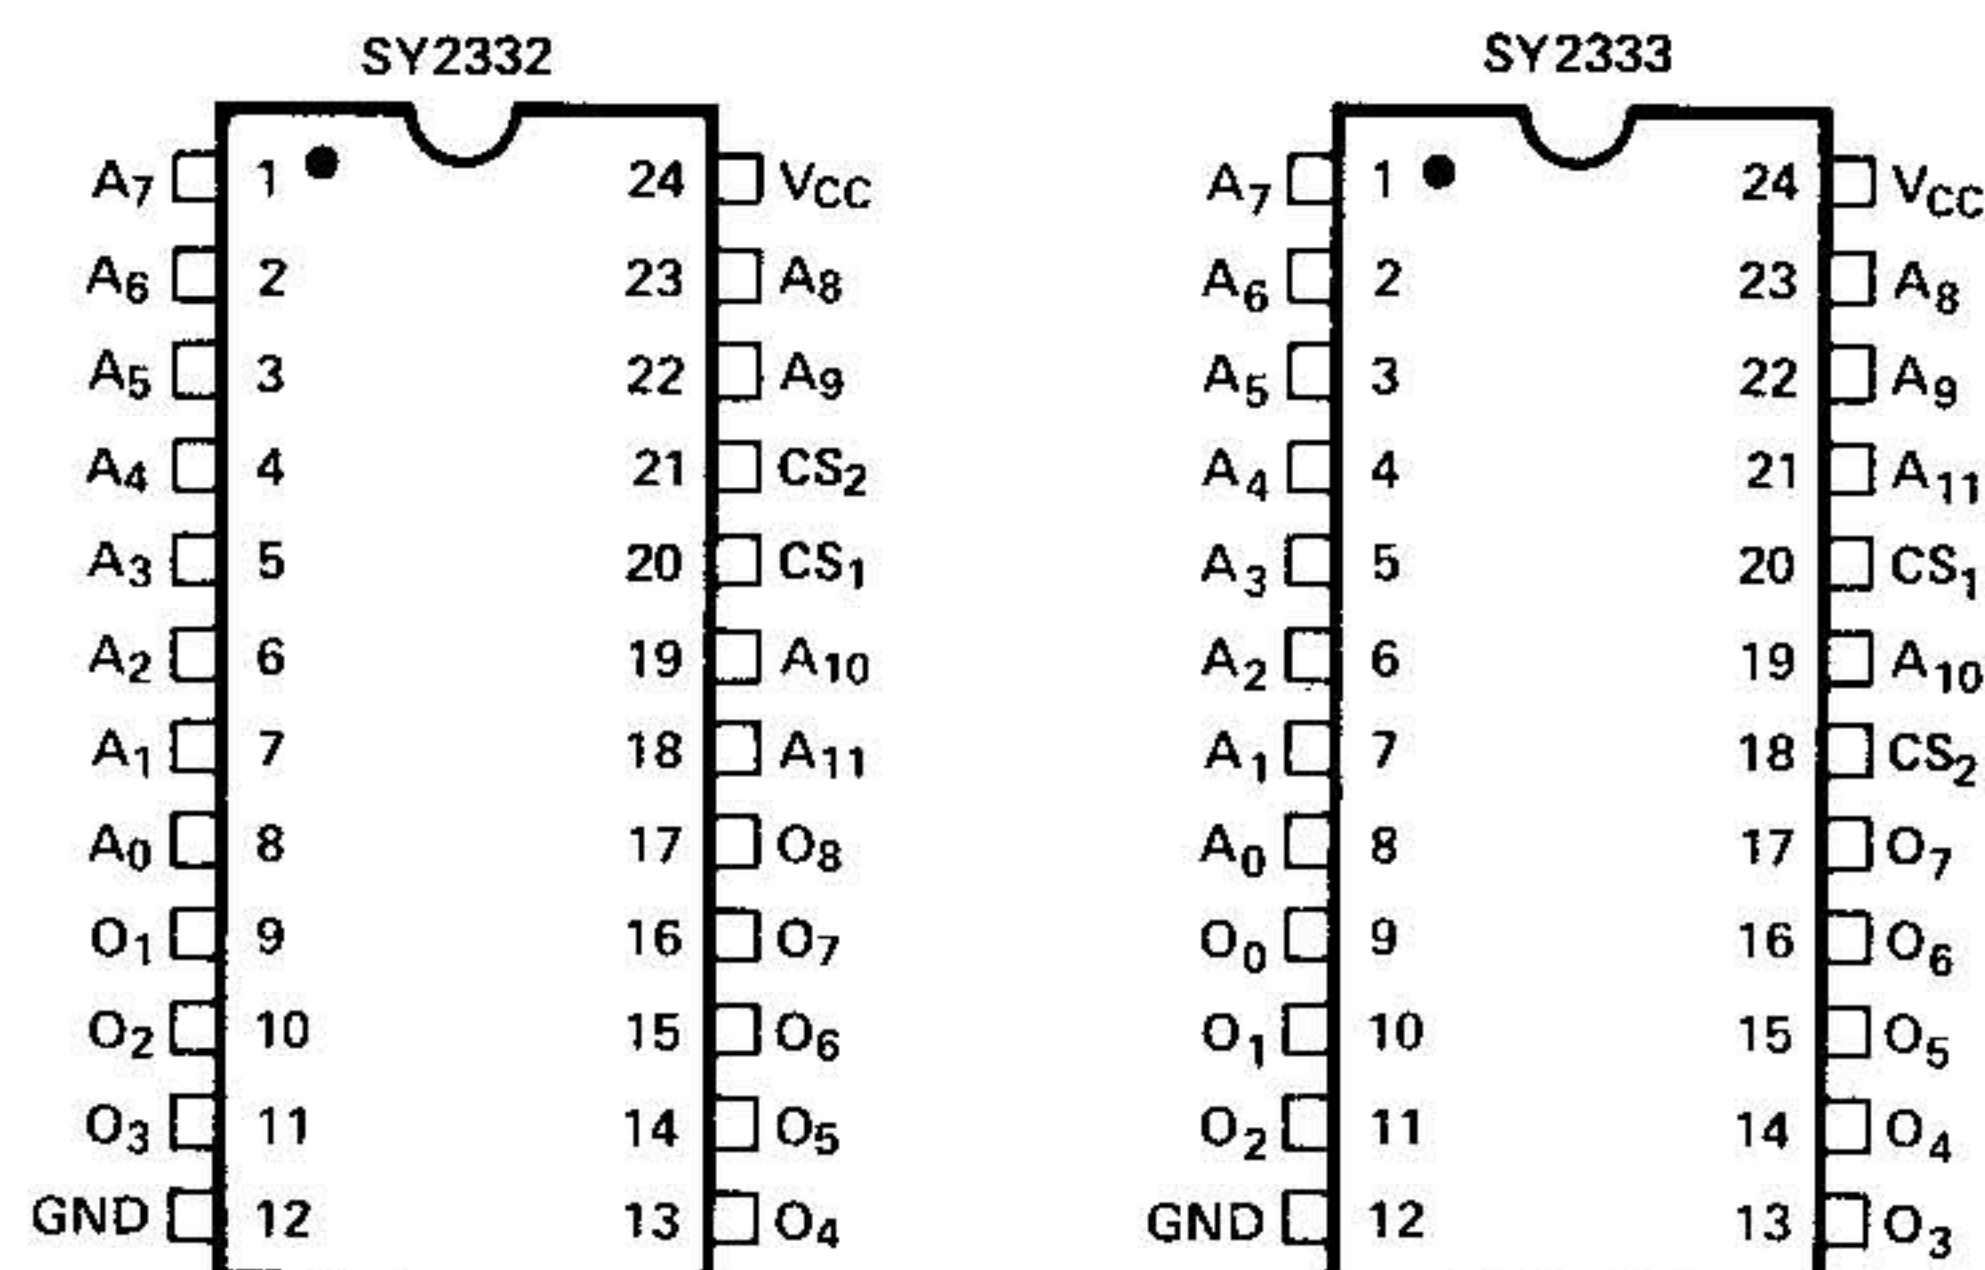 SY2332
A7 1 24 VCC
A6 2 23 A8
A5 3 22 A9
A4 4 21 CS2
A3 5 20 CS1
A2 6 19 A10
A1 7 18 A11
A0 8 17 O8
O1 9 16 O7
O2 10 15 O6
O3 11 14 O5
GND 12 13 O4
SY2333
A7 1 24 VCC
A6 2 23 A8
A5 3 22 A9
A4 4 21 A11
A3 5 20 CS1
A2 6 19 A10
A1 7 18 CS2
A0 8 17 O7
O0 9 16 O6
O1 10 15 O5
O2 11 14 O4
GND 12 13 O3